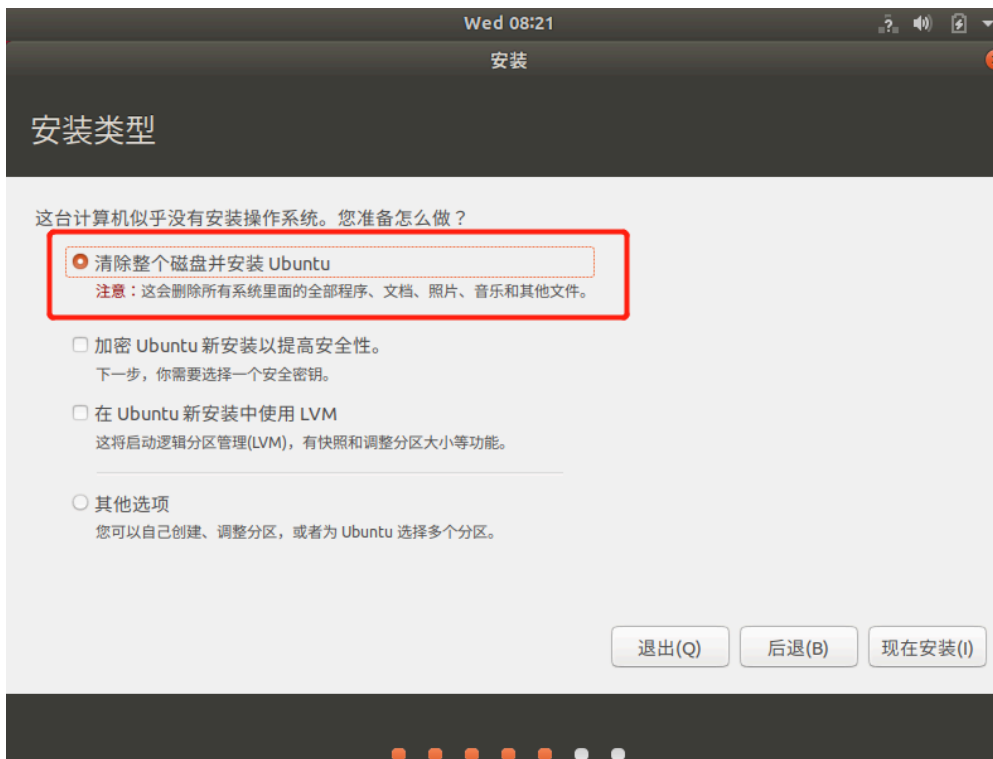 Wed 08:21
安装
安装类型
这台计算机似乎没有安装操作系统。您准备怎么做？
清除整个磁盘并安装 Ubuntu
注意：这会删除所有系统里面的全部程序、文档、照片、音乐和其他文件。
加密 Ubuntu 新安装以提高安全性。
下一步，你需要选择一个安全密钥。
在 Ubuntu 新安装中使用 LVM
这将启动逻辑分区管理(LVM)，有快照和调整分区大小等功能。
其他选项
您可以自己创建、调整分区，或者为 Ubuntu 选择多个分区。
退出(Q) 后退(B) 现在安装(I)